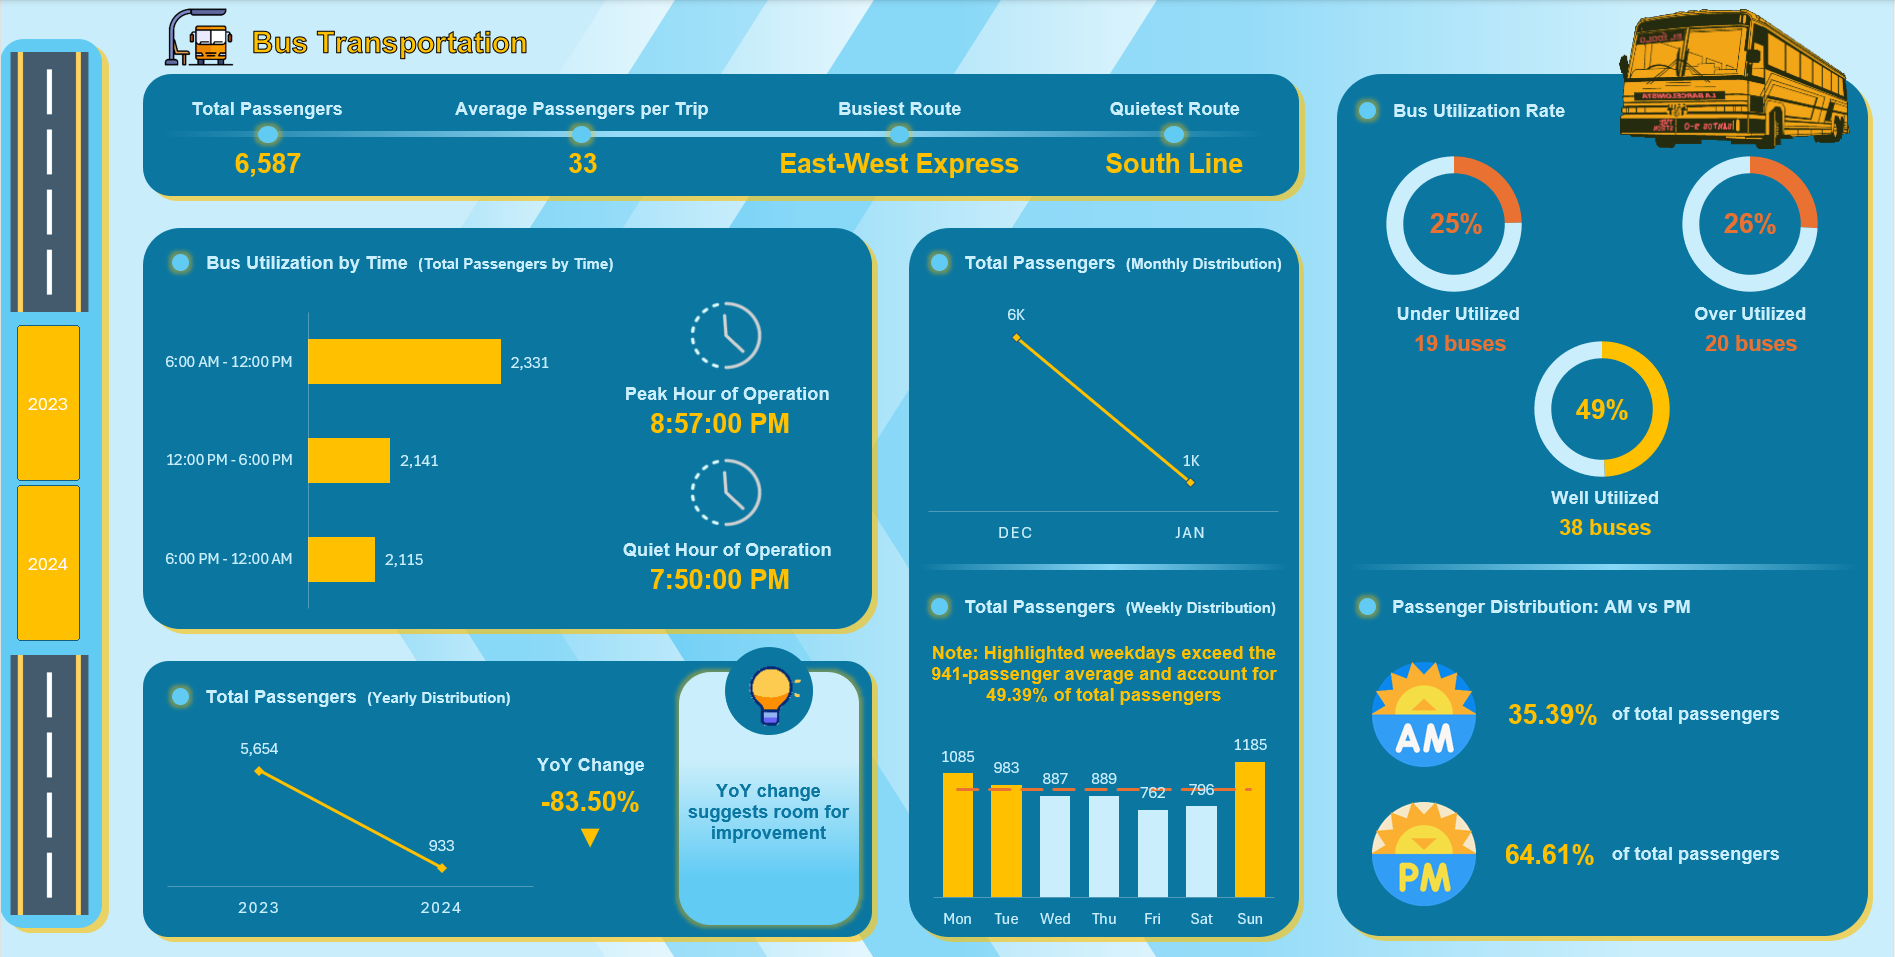 Bus Transportation
Total Passengers
6,587
Average Passengers per Trip
33
Busiest Route
East-West Express
Quietest Route
South Line
2023
2024
Bus Utilization by Time (Total Passengers by Time)
6:00 AM - 12:00 PM 2,331
12:00 PM - 6:00 PM 2,141
6:00 PM - 12:00 AM 2,115
Peak Hour of Operation
8:57:00 PM
Quiet Hour of Operation
7:50:00 PM
Total Passengers (Yearly Distribution)
5,654
933
2023 2024
YoY Change
-83.50%
▼
YoY change
suggests room for
improvement
Total Passengers (Monthly Distribution)
6K
1K
DEC JAN
Total Passengers (Weekly Distribution)
Note: Highlighted weekdays exceed the
941-passenger average and account for
49.39% of total passengers
1085 983 887 889 762 796 1185
Mon Tue Wed Thu Fri Sat Sun
Bus Utilization Rate
25%
Under Utilized
19 buses
26%
Over Utilized
20 buses
49%
Well Utilized
38 buses
Passenger Distribution: AM vs PM
AM
35.39% of total passengers
PM
64.61% of total passengers